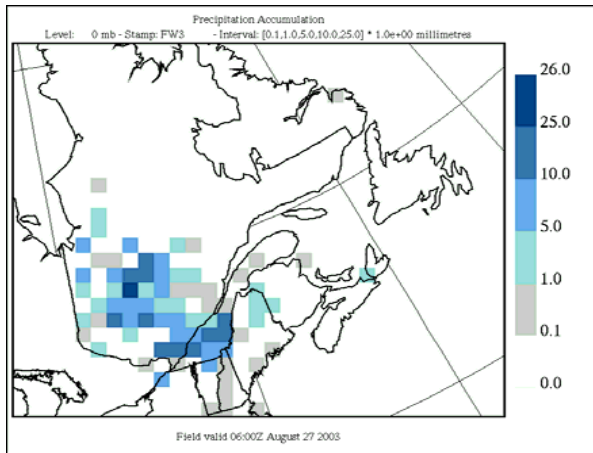 Precipitation Accumulation
Level: 0 mb - Stamp: FW3 - Interval: [0.1,1.0,5.0,10.0,25.0] * 1.0e+00 millimetres
26.0
25.0
10.0
5.0
1.0
0.1
0.0
Field valid 06:00Z August 27 2003